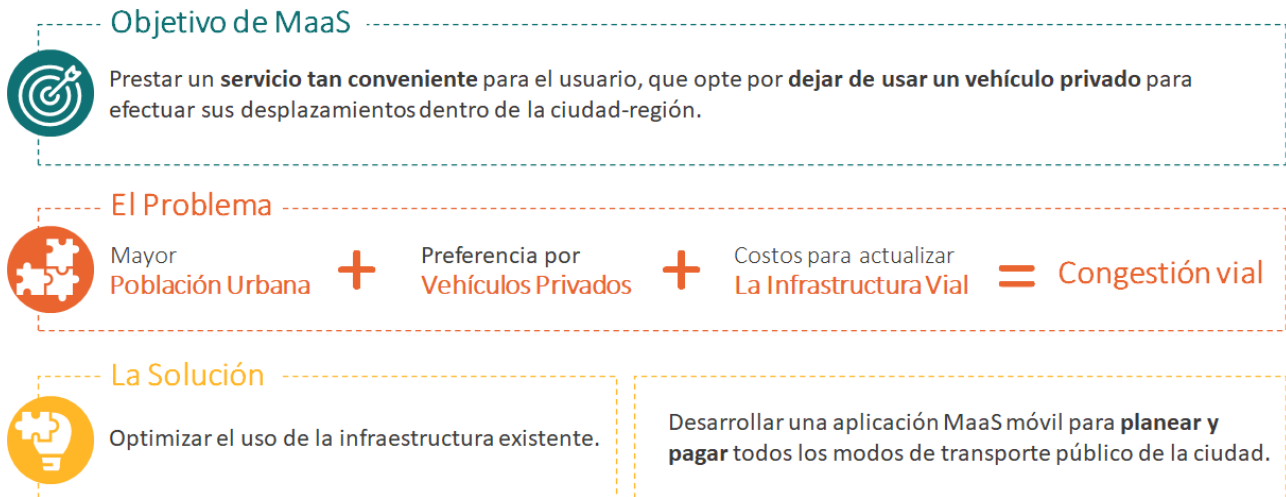 Objetivo de MaaS
Prestar un servicio tan conveniente para el usuario, que opte por dejar de usar un vehículo privado para
efectuar sus desplazamientos dentro de la ciudad-región.
El Problema
Mayor
Población Urbana
+
Preferencia por
Vehículos Privados
+
Costos para actualizar
La Infrastructura Vial
=
Congestión vial
La Solución
Optimizar el uso de la infraestructura existente.
Desarrollar una aplicación MaaS móvil para planear y
pagar todos los modos de transporte público de la ciudad.